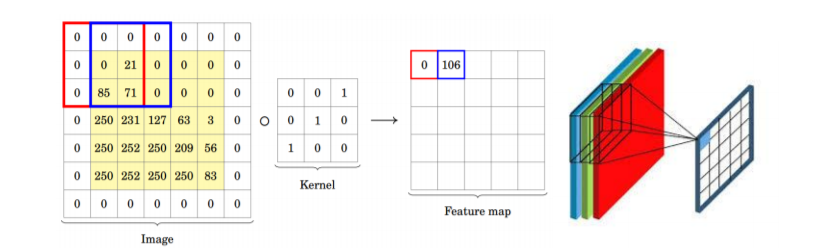 0 0 0 0 0 0 0
0 0 21 0 0 0 0
0 85 71 0 0 0 0
0 250 231 127 63 3 0
0 250 252 250 209 56 0
0 250 252 250 250 83 0
0 0 0 0 0 0 0
Image
0 0 1
0 1 0
1 0 0
Kernel
0 106
Feature map